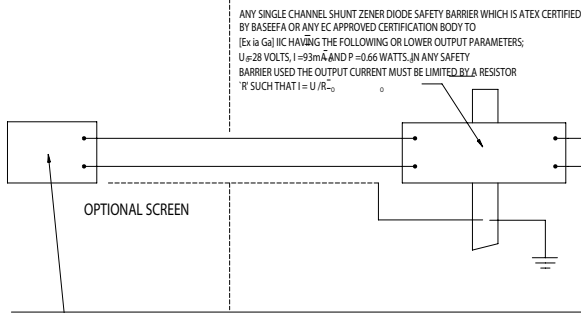 ANY SINGLE CHANNEL SHUNT ZENER DIODE SAFETY BARRIER WHICH IS ATEX CERTIFIED
BY BASEEFA OR ANY EC APPROVED CERTIFICATION BODY TO
[Ex ia Ga] IIC HAVING THE FOLLOWING OR LOWER OUTPUT PARAMETERS;
U₀=28 VOLTS, I =93mA AND P =0.66 WATTS. IN ANY SAFETY
BARRIER USED THE OUTPUT CURRENT MUST BE LIMITED BY A RESISTOR
`R' SUCH THAT I = U /R
OPTIONAL SCREEN